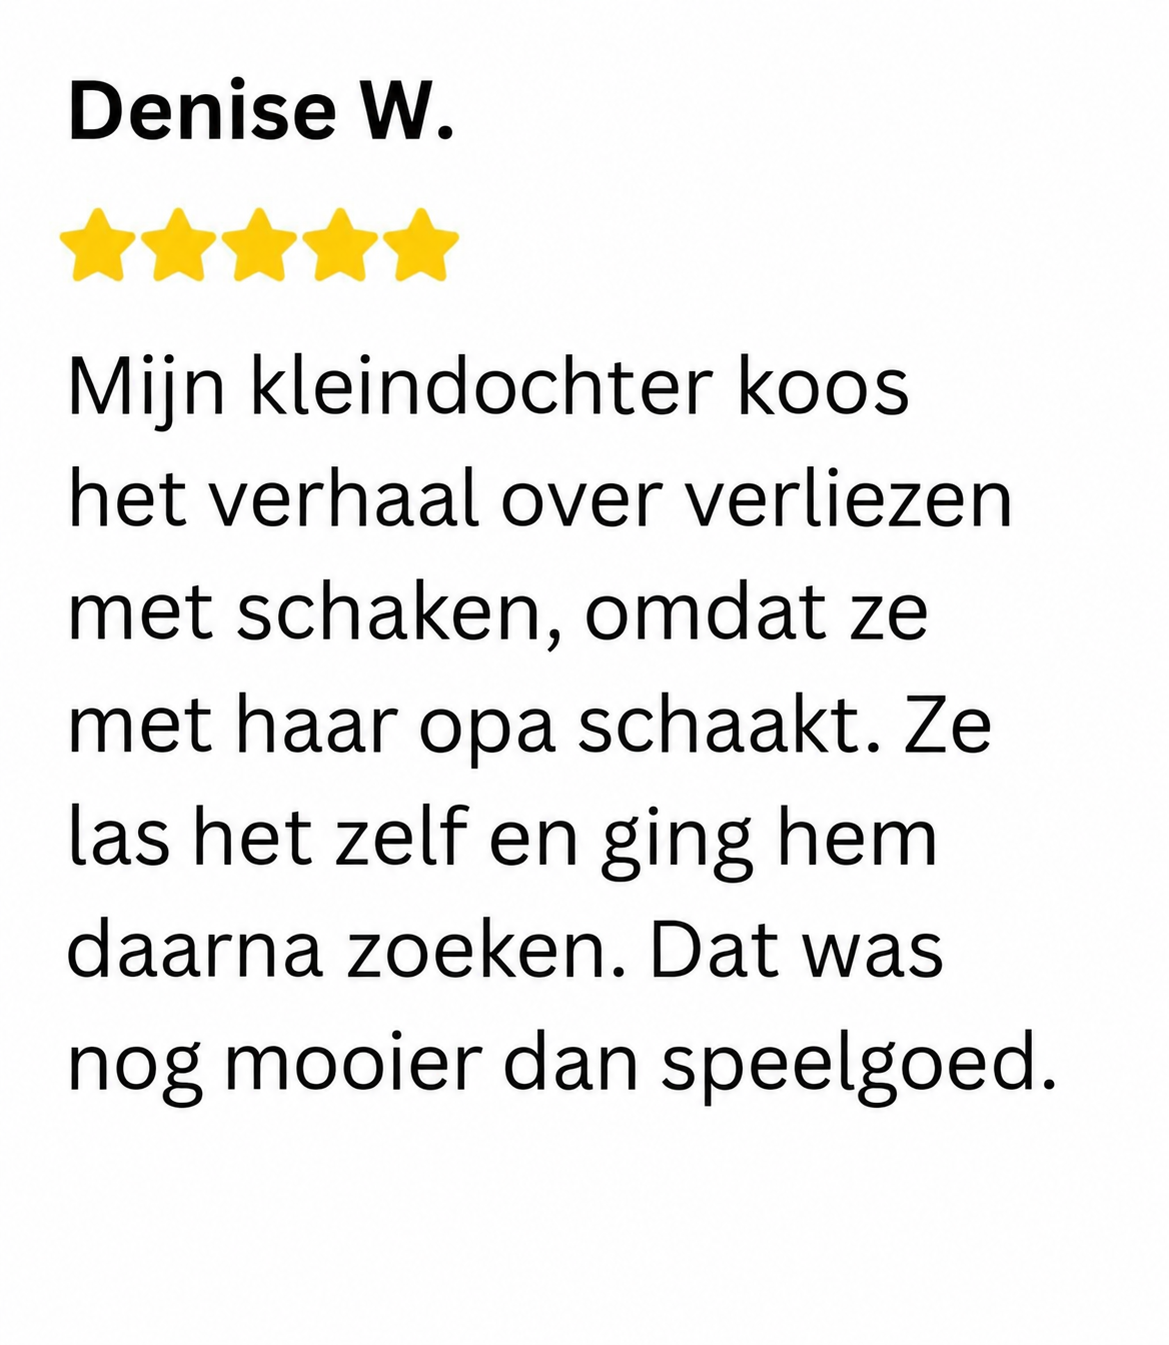 Denise W.
Mijn kleindochter koos
het verhaal over verliezen
met schaken, omdat ze
met haar opa schaakt. Ze
las het zelf en ging hem
daarna zoeken. Dat was
nog mooier dan speelgoed.